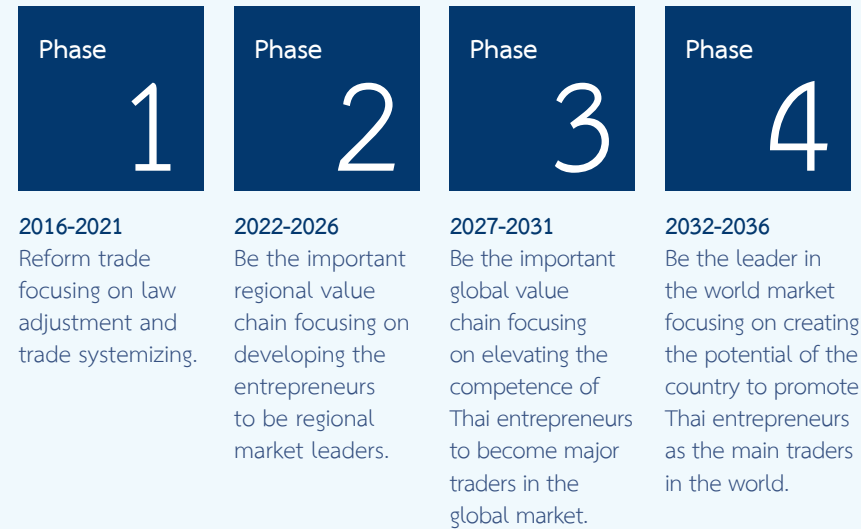 Phase
1
2016-2021
Reform trade
focusing on law
adjustment and
trade systemizing.
Phase
2
2022-2026
Be the important
regional value
chain focusing on
developing the
entrepreneurs
to be regional
market leaders.
Phase
3
2027-2031
Be the important
global value
chain focusing
on elevating the
competence of
Thai entrepreneurs
to become major
traders in the
global market.
Phase
4
2032-2036
Be the leader in
the world market
focusing on creating
the potential of the
country to promote
Thai entrepreneurs
as the main traders
in the world.